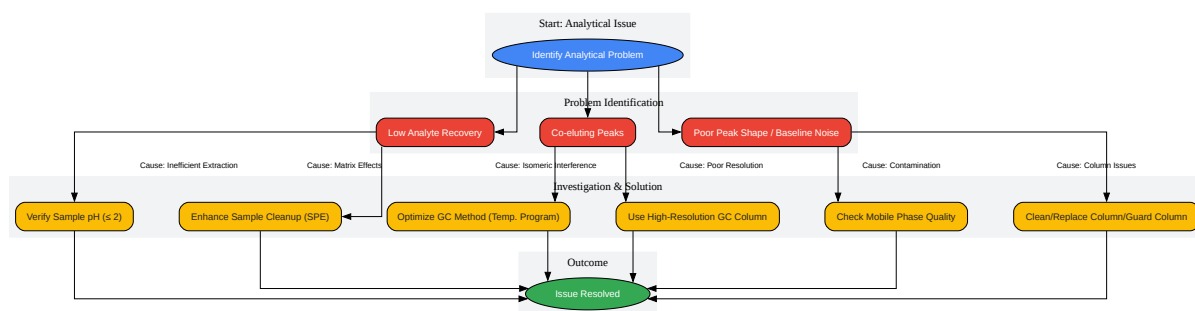 Start: Analytical Issue
Identify Analytical Problem
Problem Identification
Low Analyte Recovery
Co-eluting Peaks
Poor Peak Shape / Baseline Noise
Cause: Inefficient Extraction
Cause: Matrix Effects
Cause: Isomeric Interference
Cause: Poor Resolution
Cause: Contamination
Cause: Column Issues
Investigation & Solution
Verify Sample pH (≤ 2)
Enhance Sample Cleanup (SPE)
Optimize GC Method (Temp. Program)
Use High-Resolution GC Column
Check Mobile Phase Quality
Clean/Replace Column/Guard Column
Outcome
Issue Resolved